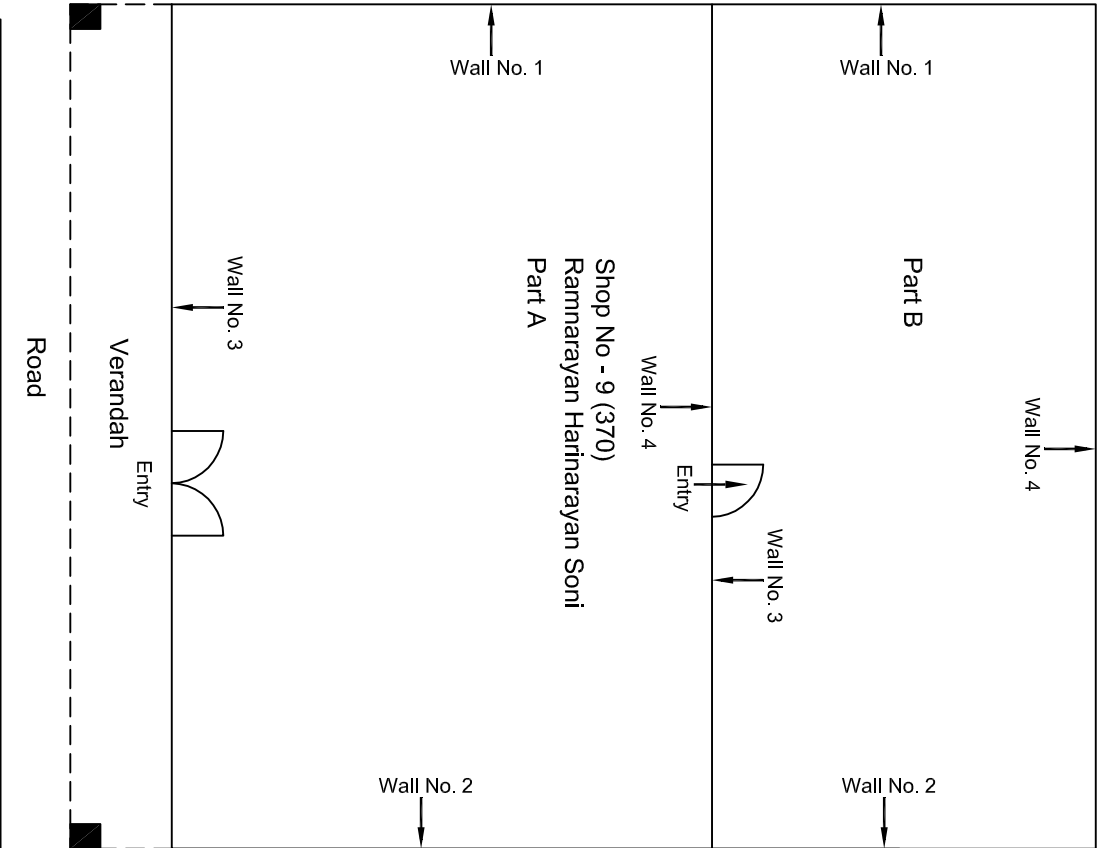 Wall No. 1
Wall No. 1
Wall No. 4
Part B
Wall No. 3
Entry
Wall No. 4
Shop No - 9 (370)
Ramnarayan Harinarayan Soni
Part A
Wall No. 3
Entry
Verandah
Road
Wall No. 2
Wall No. 2